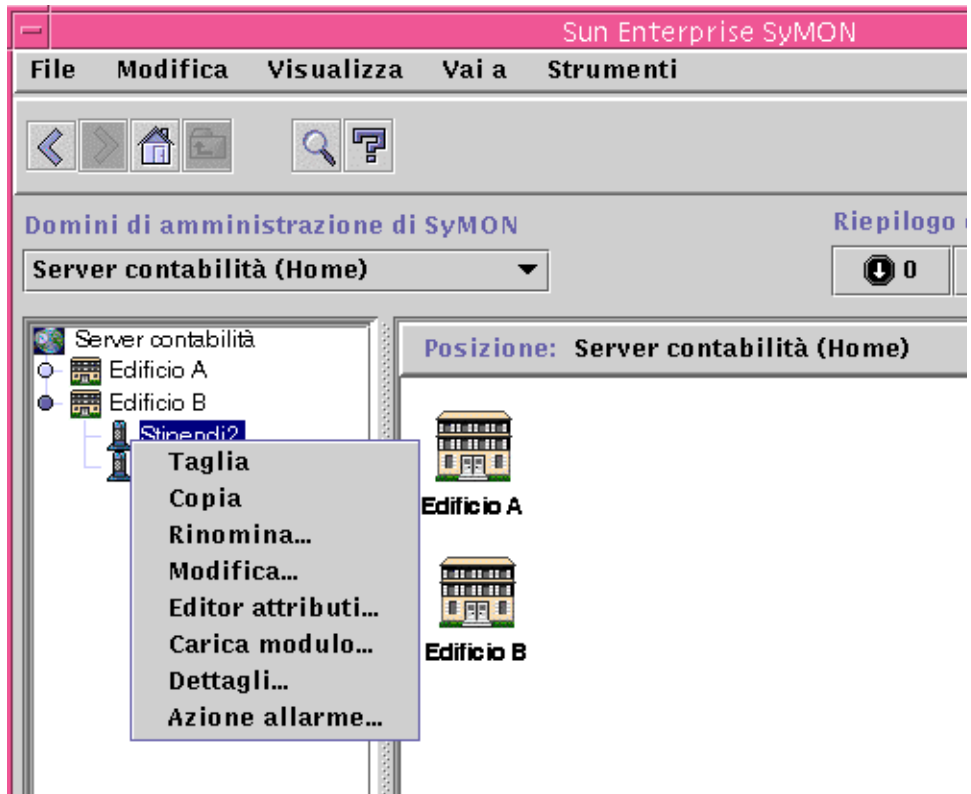 Sun Enterprise SyMON
File Modifica Visualizza Vai a Strumenti
Domini di amministrazione di SyMON
Riepilogo
Server contabilità (Home)
0
Server contabilità
Edificio A
Edificio B
Stipendi2
Posizione: Server contabilità (Home)
Edificio A
Edificio B
Taglia
Copia
Rinomina...
Modifica...
Editor attributi...
Carica modulo...
Dettagli...
Azione allarme...